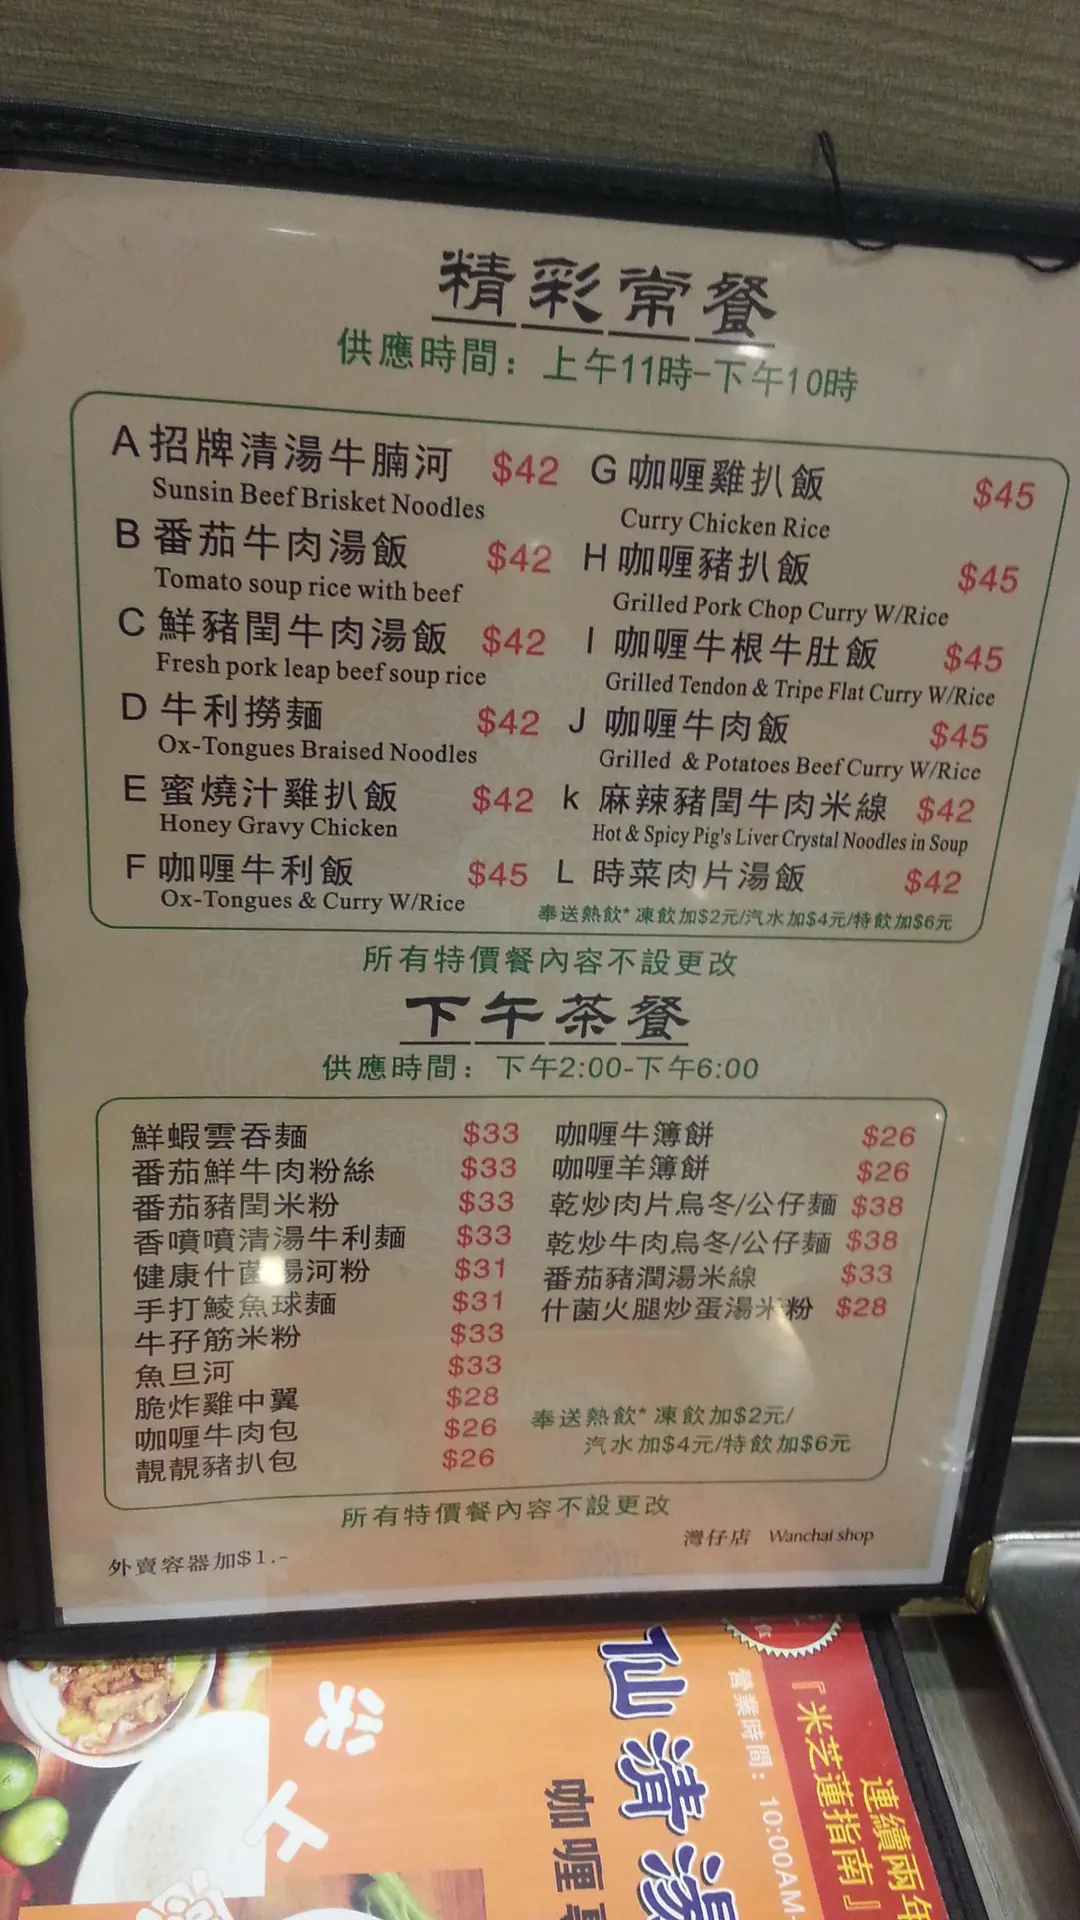 精彩常餐
供應時間：上午11時-下午10時
A 招牌清湯牛腩河 $42
Sunsin Beef Brisket Noodles
B 番茄牛肉湯飯 $42
Tomato soup rice with beef
C 鮮豬閏牛肉湯飯 $42
Fresh pork leap beef soup rice
D 牛利撈麵 $42
Ox-Tongues Braised Noodles
E 蜜燒汁雞扒飯 $42
Honey Gravy Chicken
F 咖喱牛利飯 $45
Ox-Tongues & Curry W/Rice
G 咖喱雞扒飯 $45
Curry Chicken Rice
H 咖喱豬扒飯 $45
Grilled Pork Chop Curry W/Rice
I 咖喱牛根牛肚飯 $45
Grilled Tendon & Tripe Flat Curry W/Rice
J 咖喱牛肉飯 $45
Grilled & Potatoes Beef Curry W/Rice
k 麻辣豬閏牛肉米線 $42
Hot & Spicy Pig's Liver Crystal Noodles in Soup
L 時菜肉片湯飯 $42
奉送熱飲* 凍飲加$2元/汽水加$4元/特飲加$6元
所有特價餐內容不設更改
下午茶餐
供應時間：下午2:00-下午6:00
鮮蝦雲吞麵 $33
番茄鮮牛肉粉絲 $33
番茄豬閏米粉 $33
香噴噴清湯牛利麵 $33
健康什菌湯河粉 $31
手打鯪魚球麵 $31
牛孖筋米粉 $33
魚旦河 $33
脆炸雞中翼 $28
咖喱牛肉包 $26
靚靚豬扒包 $26
咖喱牛簿餅 $26
咖喱羊簿餅 $26
乾炒肉片烏冬/公仔麵 $38
乾炒牛肉烏冬/公仔麵 $38
番茄豬潤湯米線 $33
什菌火腿炒蛋湯米粉 $28
奉送熱飲* 凍飲加$2元/
汽水加$4元/特飲加$6元
所有特價餐內容不設更改
灣仔店 Wanchai shop
外賣容器加$1.-
連續兩年
『米芝蓮指南』
營業時間：10:00AM-
仙清湯
咖喱
尖